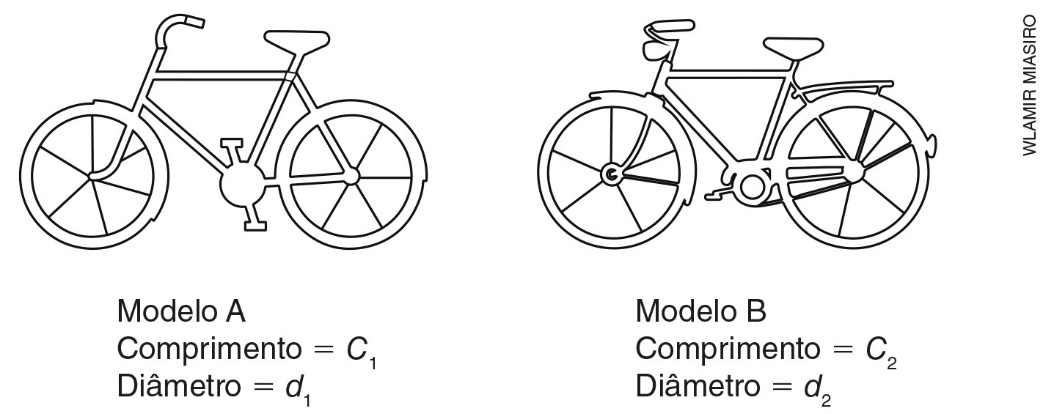 Modelo A
Comprimento = C₁
Diâmetro = d₁
Modelo B
Comprimento = C₂
Diâmetro = d₂
WLAMIR MIASIRO